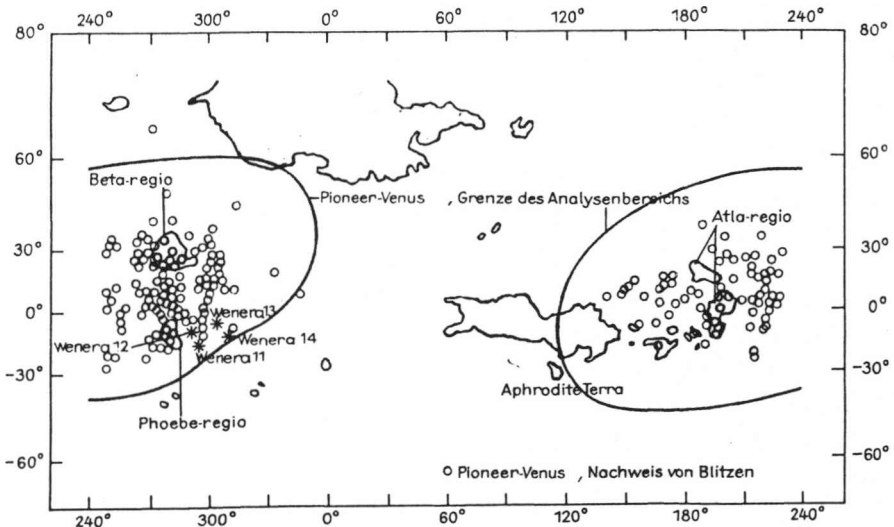 240° 300° 0° 60° 120° 180° 240°
80° 80°
60° 60°
Beta-regio
Pioneer-Venus , Grenze des Analysenbereichs
Atla-regio
30° 30°
0° 0°
Wenera 13
Wenera 12
Wenera 14
Wenera 11
-30° -30°
Aphrodite Terra
Phoebe-regio
-60° -60°
Pioneer-Venus , Nachweis von Blitzen
240° 300° 0° 60° 120° 180° 240°